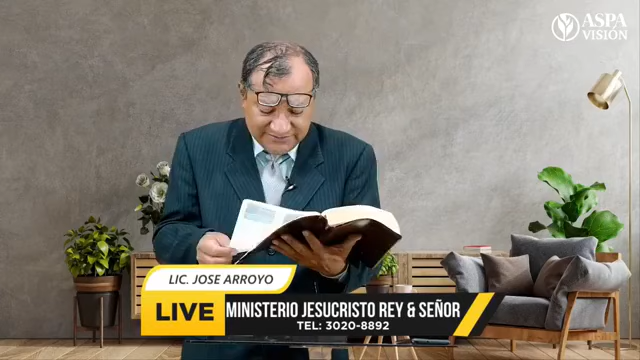 ASPA
VISIÓN
LIC. JOSE ARROYO
LIVE
MINISTERIO JESUCRISTO REY & SEÑOR
TEL: 3020-8892